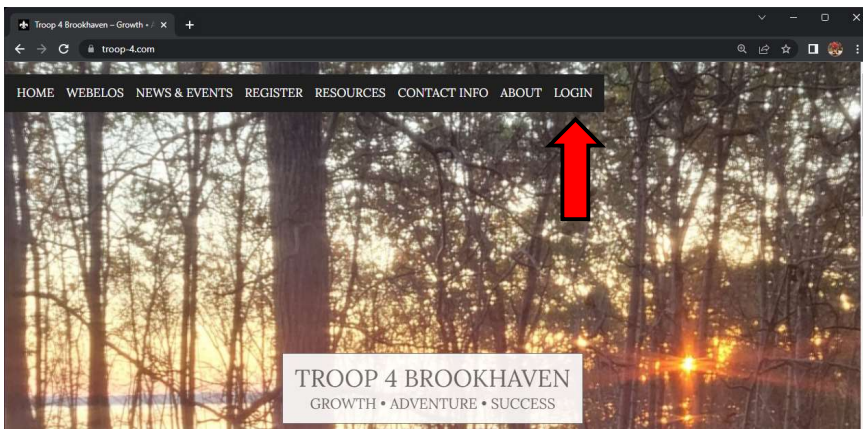 Troop 4 Brookhaven – Growth • A
troop-4.com
HOME WEBELOS NEWS & EVENTS REGISTER RESOURCES CONTACT INFO ABOUT LOGIN
TROOP 4 BROOKHAVEN
GROWTH • ADVENTURE • SUCCESS